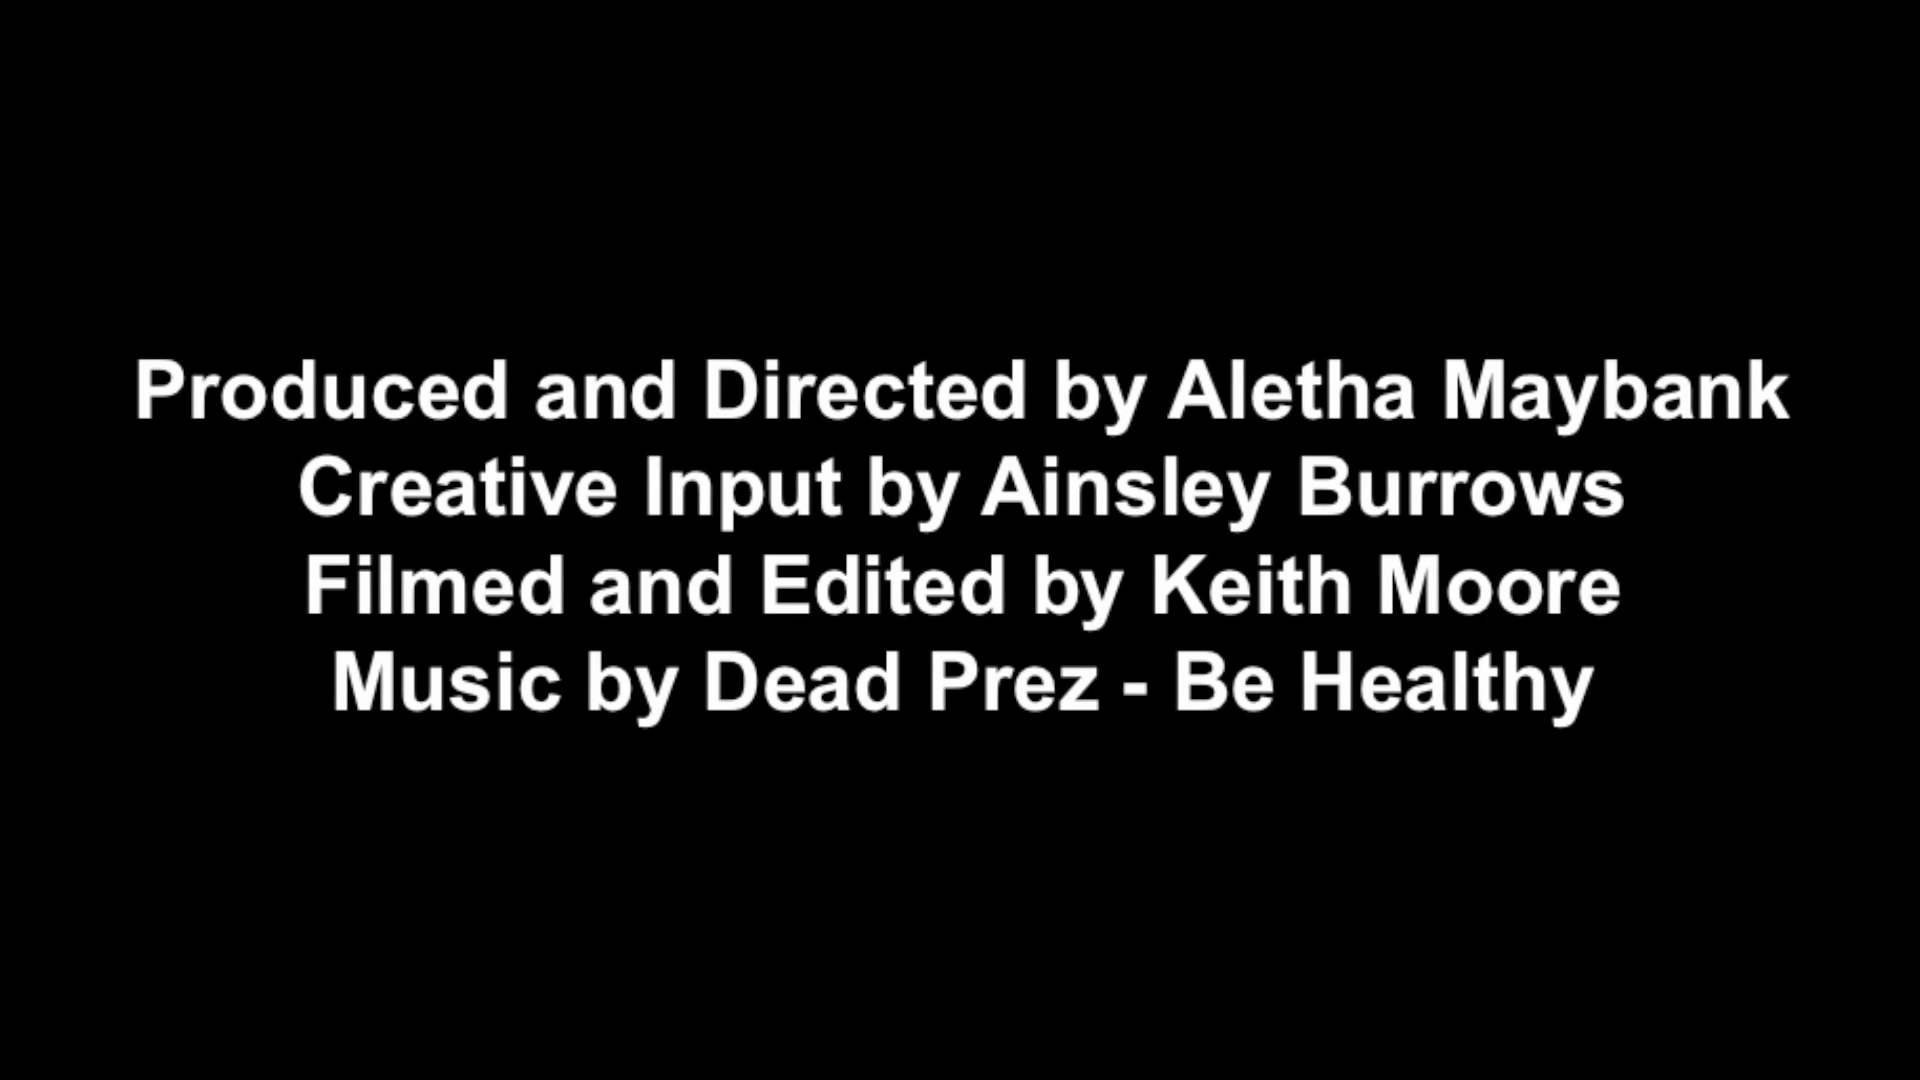 Produced and Directed by Aletha Maybank
Creative Input by Ainsley Burrows
Filmed and Edited by Keith Moore
Music by Dead Prez - Be Healthy